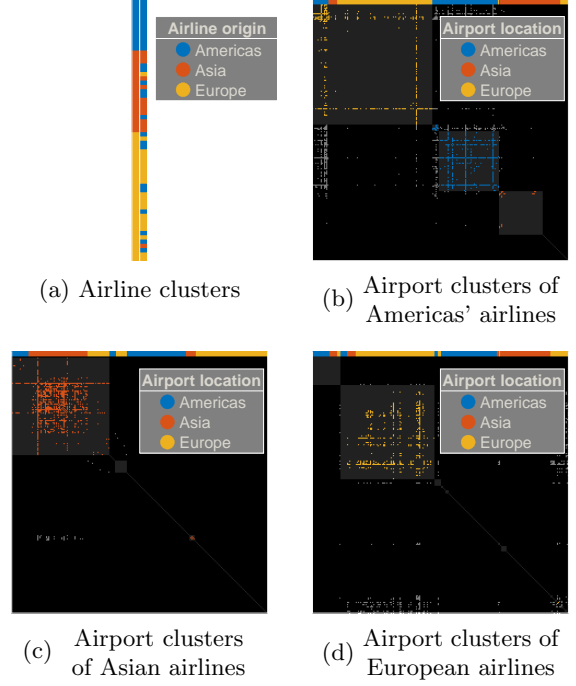 Airline origin
Americas
Asia
Europe
(a) Airline clusters
Airport location
Americas
Asia
Europe
(b) Airport clusters of
Americas' airlines
Airport location
Americas
Asia
Europe
(c) Airport clusters
of Asian airlines
Airport location
Americas
Asia
Europe
(d) Airport clusters of
European airlines